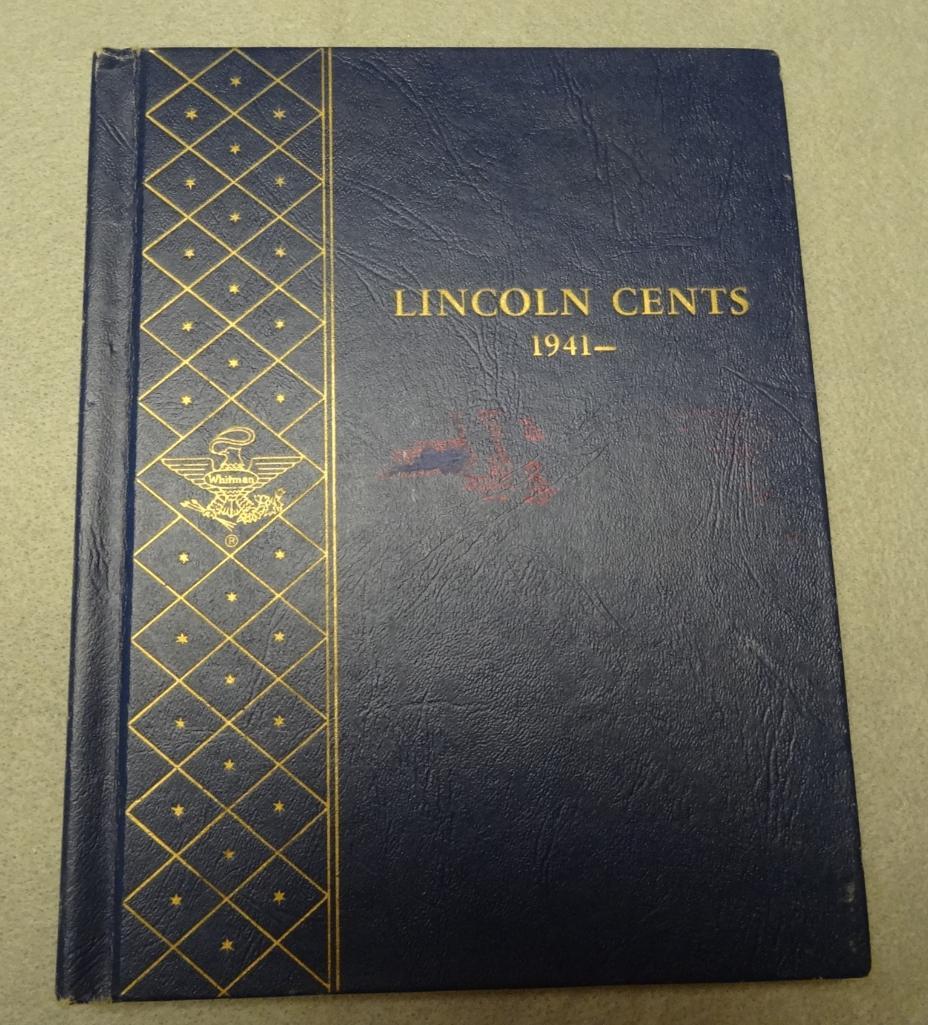 LINCOLN CENTS
1941–
Whitman
®